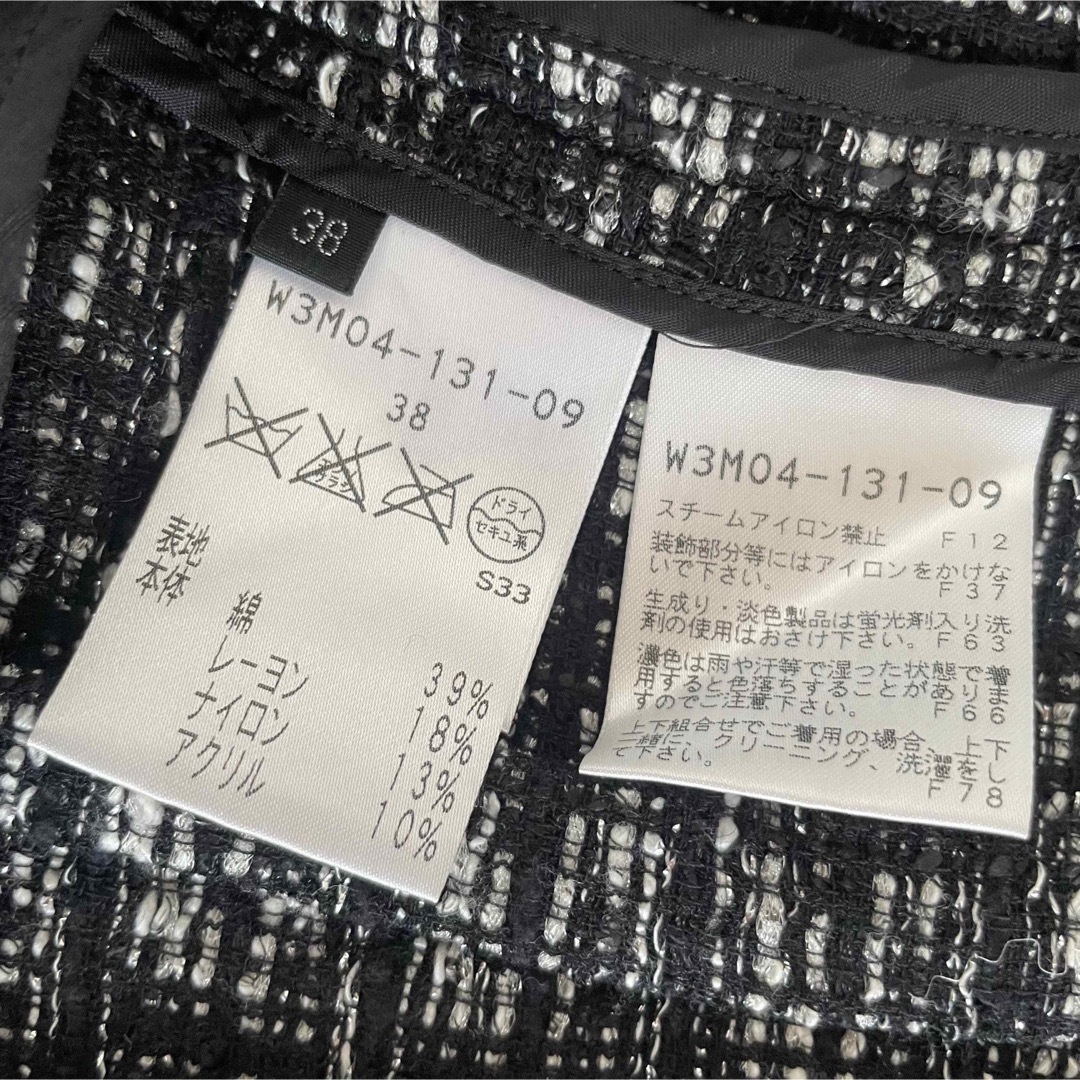 38
W3M04-131-09
38
エンソ
サラシ
ドライ
セキユ系
S33
表地
本体
綿 39%
レーヨン 18%
ナイロン 13%
アクリル 10%
W3M04-131-09
スチームアイロン禁止 F12
装飾部分等にはアイロンをかけな
いで下さい。 F37
生成り・淡色製品は蛍光剤入り洗
剤の使用はおさけ下さい。F63
濃色は雨や汗等で湿った状態で着
用すると色落ちすることがありま
すのでご注意下さい。 F66
上下組合せでご着用の場合、上下
一緒に、クリーニング、洗濯をし
て下さい。 F78